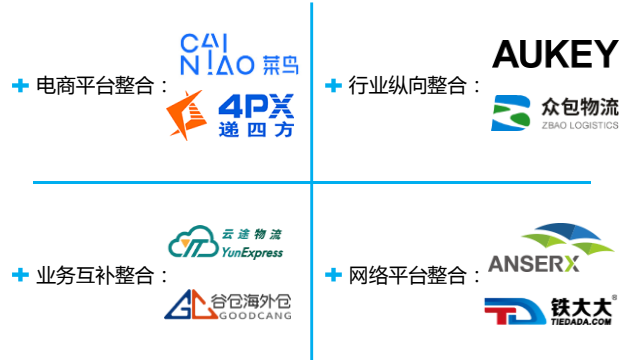 电商平台整合：
CAI
NIAO 菜鸟
4PX
递四方
行业纵向整合：
AUKEY
众包物流
ZBAO LOGISTICS
业务互补整合：
云途物流
YunExpress
谷仓海外仓
GOODCANG
网络平台整合：
ANSERX
TD 铁大大®
TIEDADA.COM